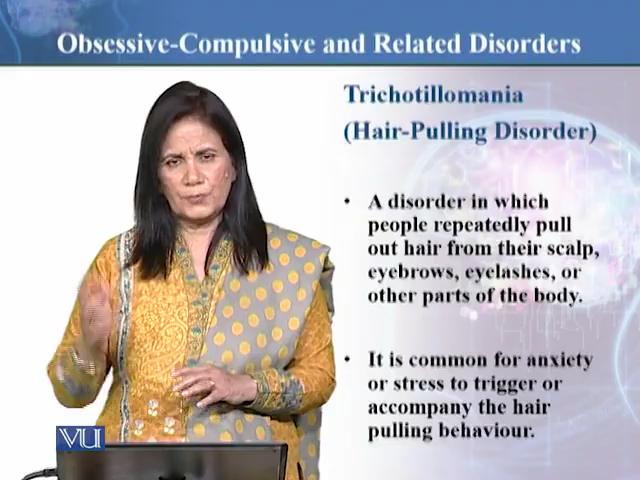 Obsessive-Compulsive and Related Disorders
Trichotillomania
(Hair-Pulling Disorder)
• A disorder in which
people repeatedly pull
out hair from their scalp,
eyebrows, eyelashes, or
other parts of the body.
• It is common for anxiety
or stress to trigger or
accompany the hair
pulling behaviour.
VU